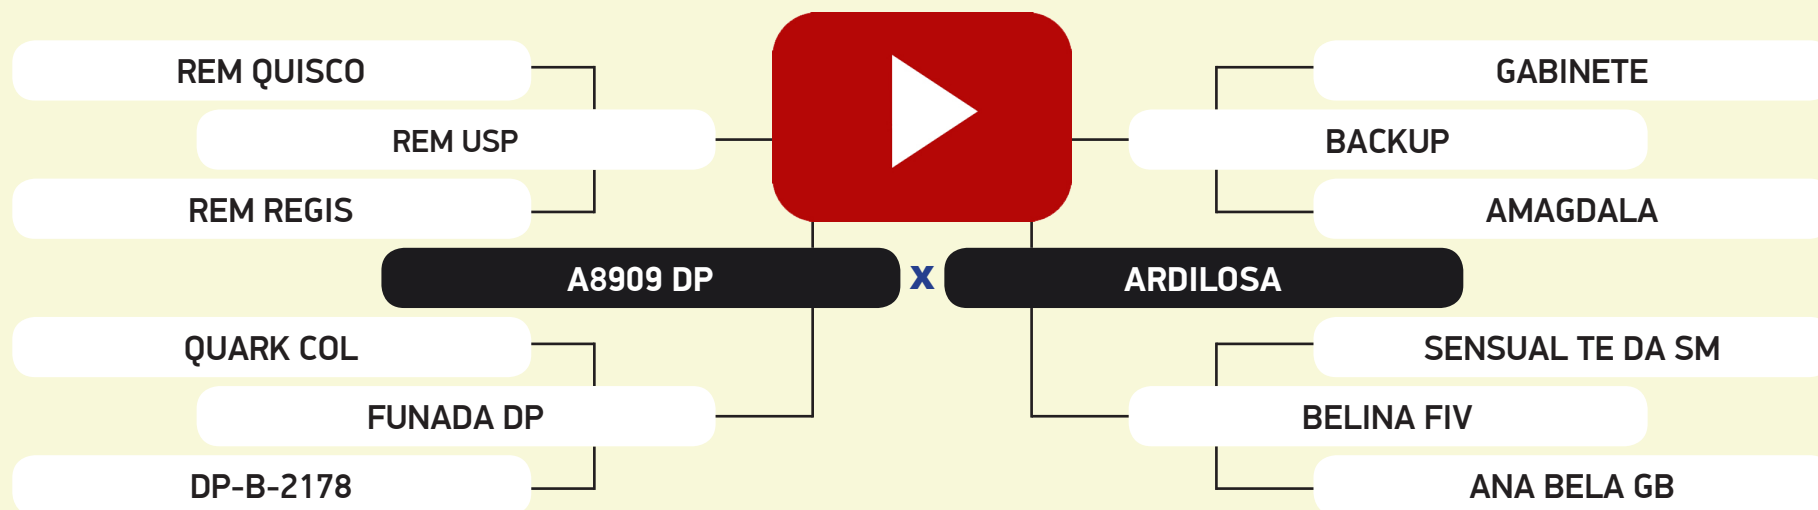 REM QUISCO
GABINETE
REM USP
BACKUP
REM REGIS
AMAGDALA
A8909 DP X ARDILOSA
QUARK COL
SENSUAL TE DA SM
FUNADA DP
BELINA FIV
DP-B-2178
ANA BELA GB